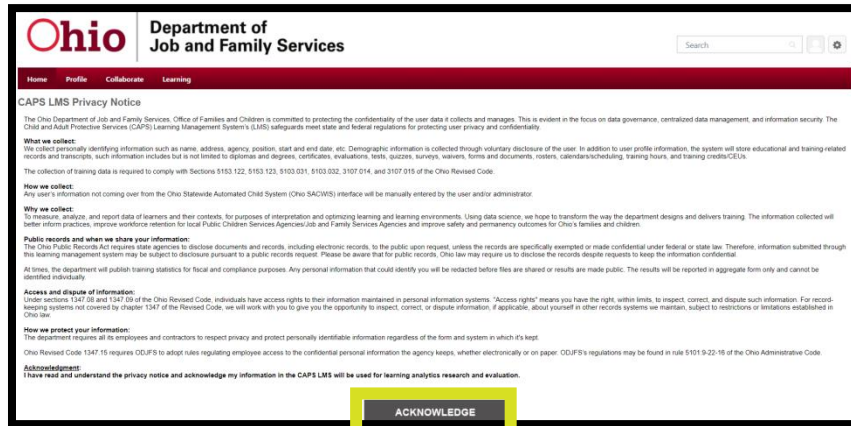 Ohio
Department of
Job and Family Services
Search
Home Profile Collaborate Learning
CAPS LMS Privacy Notice
The Ohio Department of Job and Family Services, Office of Families and Children is committed to protecting the confidentiality of the user data it collects and manages. This is evident in the focus on data governance, centralized data management, and information security. The
Child and Adult Protective Services (CAPS) Learning Management System's (LMS) safeguards meet state and federal regulations for protecting user privacy and confidentiality.
What we collect:
We collect personally identifying information such as name, address, agency, position, start and end date, etc. Demographic information is collected through voluntary disclosure of the user. In addition to user profile information, the system will store educational and training-related
records and transcripts, such information includes but is not limited to diplomas and degrees, certificates, evaluations, tests, quizzes, surveys, waivers, forms and documents, rosters, calendars/scheduling, training hours, and training credits/CEUs.
The collection of training data is required to comply with Sections 5153.122, 5153.123, 5103.031, 5103.032, 3107.014, and 3107.015 of the Ohio Revised Code.
How we collect:
Any user's information not coming over from the Ohio Statewide Automated Child System (Ohio SACWIS) interface will be manually entered by the user and/or administrator.
Why we collect:
To measure, analyze, and report data of learners and their contexts, for purposes of interpretation and optimizing learning and learning environments. Using data science, we hope to transform the way the department designs and delivers training. The information collected will
better inform practices, improve workforce retention for local Public Children Services Agencies/Job and Family Services Agencies and improve safety and permanency outcomes for Ohio's families and children.
Public records and when we share your information:
The Ohio Public Records Act requires state agencies to disclose documents and records, including electronic records, to the public upon request, unless the records are specifically exempted or made confidential under federal or state law. Therefore, information submitted through
this learning management system may be subject to disclosure pursuant to a public records request. Please be aware that for public records, Ohio law may require us to disclose the records despite requests to keep the information confidential.
At times, the department will publish training statistics for fiscal and compliance purposes. Any personal information that could identify you will be redacted before files are shared or results are made public. The results will be reported in aggregate form only and cannot be
identified individually.
Access and dispute of information:
Under sections 1347.08 and 1347.09 of the Ohio Revised Code, individuals have access rights to their information maintained in personal information systems. "Access rights" means you have the right, within limits, to inspect, correct, and dispute such information. For record-
keeping systems not covered by chapter 1347 of the Revised Code, we will work with you to give you the opportunity to inspect, correct, or dispute information, if applicable, about yourself in other records systems we maintain, subject to restrictions or limitations established in
Ohio law.
How we protect your information:
The department requires all its employees and contractors to respect privacy and protect personally identifiable information regardless of the form and system in which it's kept.
Ohio Revised Code 1347.15 requires ODJFS to adopt rules regulating employee access to the confidential personal information the agency keeps, whether electronically or on paper. ODJFS's regulations may be found in rule 5101:9-22-16 of the Ohio Administrative Code.
Acknowledgment:
I have read and understand the privacy notice and acknowledge my information in the CAPS LMS will be used for learning analytics research and evaluation.
ACKNOWLEDGE